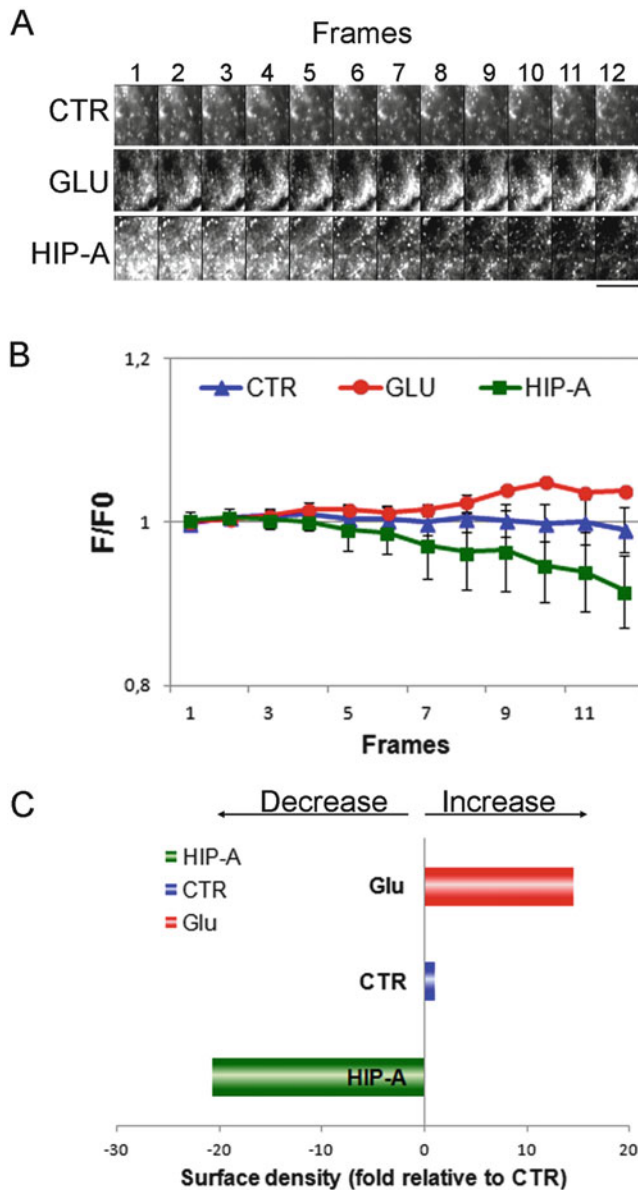 A
Frames
1 2 3 4 5 6 7 8 9 10 11 12
CTR
GLU
HIP-A
B
1,2
CTR GLU HIP-A
F/F0
1
0,8
1 3 5 7 9 11
Frames
C
Decrease Increase
HIP-A
CTR
Glu
Glu
CTR
HIP-A
-30 -20 -10 0 10 20
Surface density (fold relative to CTR)